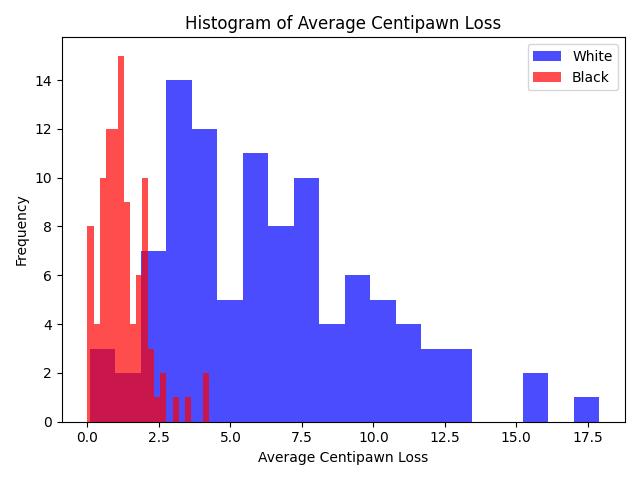 Histogram of Average Centipawn Loss
White
Black
Frequency
14
12
10
8
6
4
2
0
0.0 2.5 5.0 7.5 10.0 12.5 15.0 17.5
Average Centipawn Loss